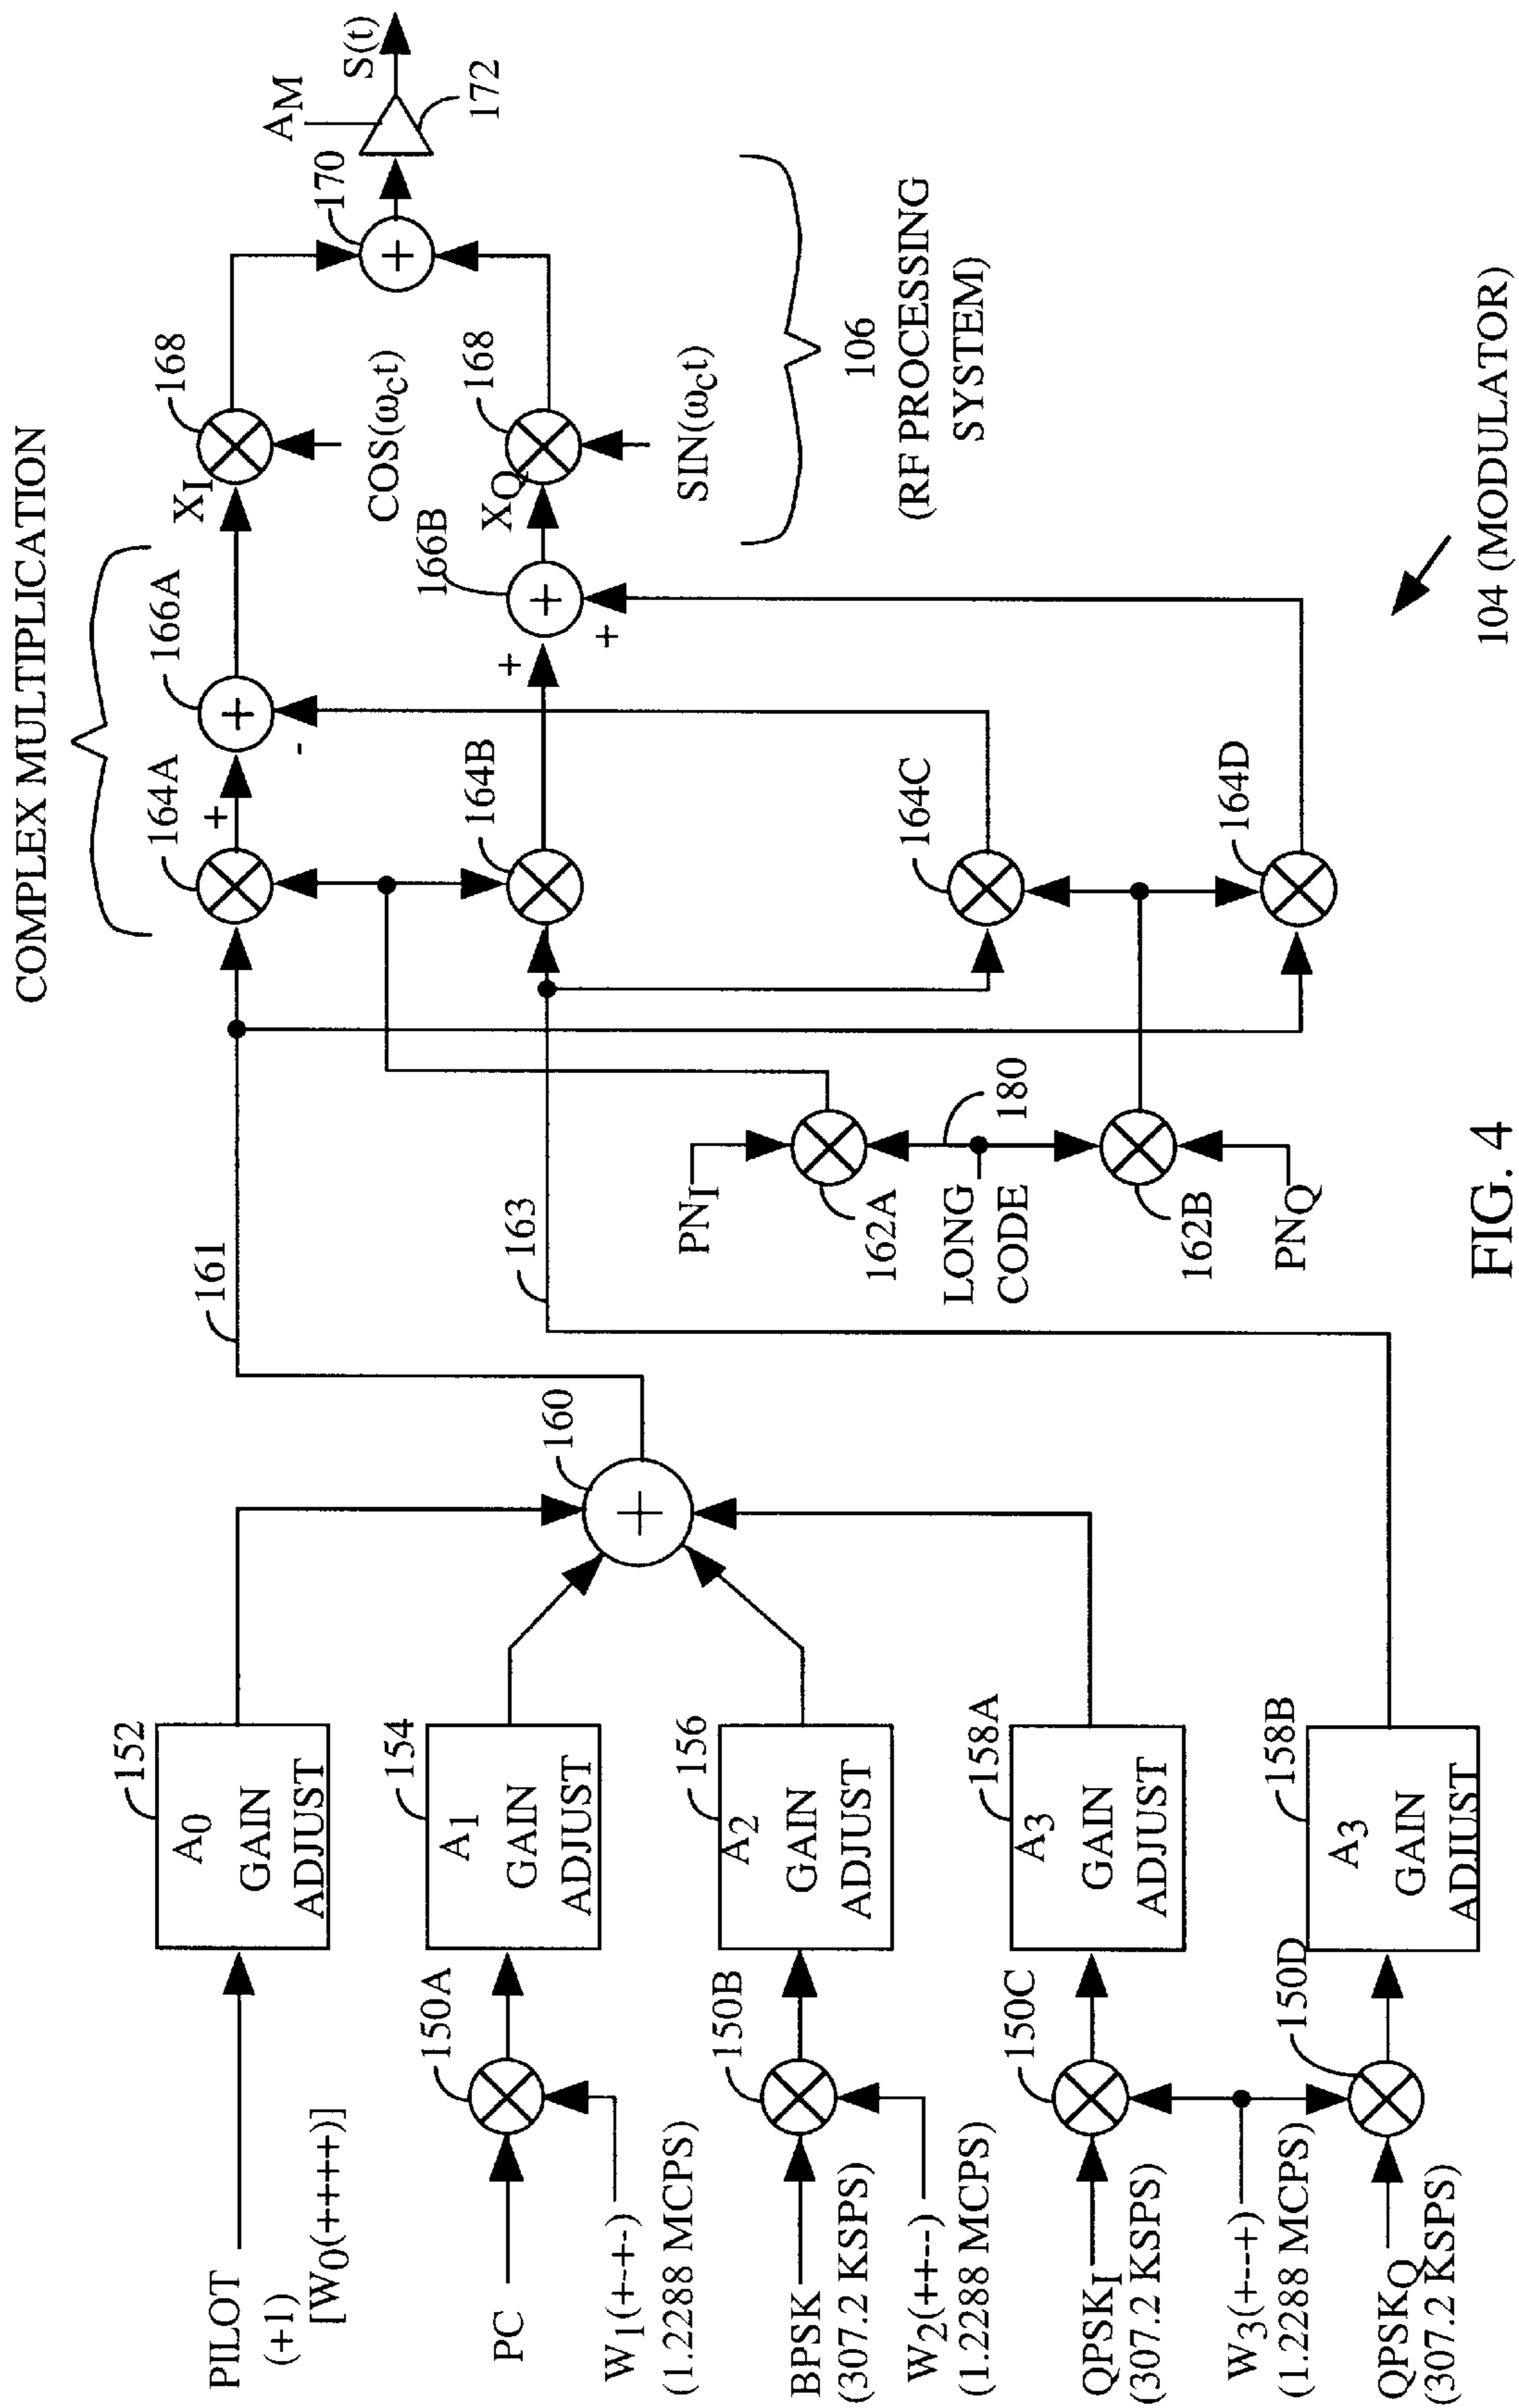 PILOT
(+1)
[W0(++++)]
152
A0
GAIN
ADJUST
PC
W1(+-+-)
(1.2288 MCPS)
150A
154
A1
GAIN
ADJUST
BPSK
(307.2 KSPS)
W2(++--)
(1.2288 MCPS)
150B
156
A2
GAIN
ADJUST
QPSKI
(307.2 KSPS)
W3(+--+)
(1.2288 MCPS)
150C
158A
A3
GAIN
ADJUST
QPSKQ
(307.2 KSPS)
150D
158B
A3
GAIN
ADJUST
160
+
161
163
PNI
162A
LONG
CODE
180
162B
PNQ
COMPLEX MULTIPLICATION
164A
+
166A
+
-
164B
+
166B
+
+
164C
164D
XI
168
COS(ωct)
XQ
168
SIN(ωct)
170
+
AM
172
S(t)
106
(RF PROCESSING
SYSTEM)
104 (MODULATOR)
FIG. 4